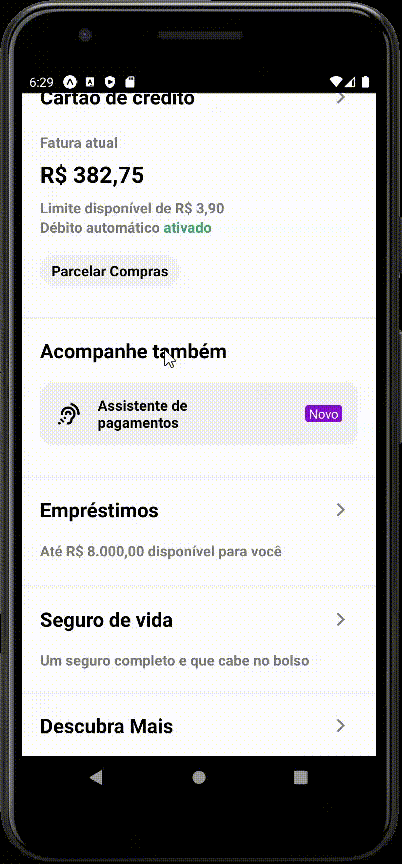 6:29
Cartão de crédito
Fatura atual
R$ 382,75
Limite disponível de R$ 3,90
Débito automático ativado
Parcelar Compras
Acompanhe também
Assistente de
pagamentos
Novo
Empréstimos
Até R$ 8.000,00 disponível para você
Seguro de vida
Um seguro completo e que cabe no bolso
Descubra Mais